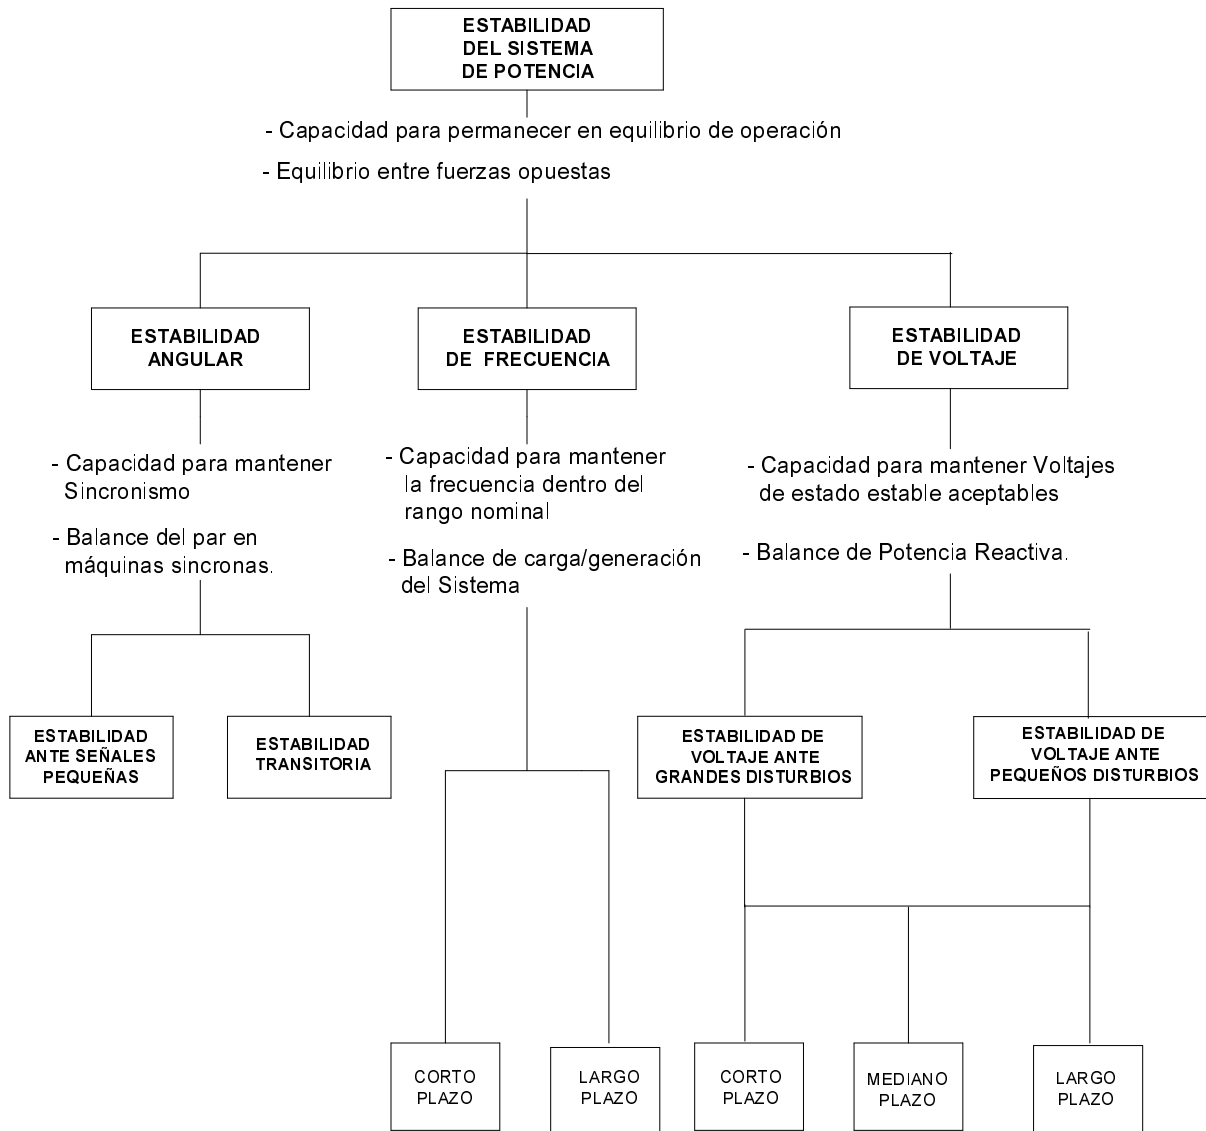 ESTABILIDAD
DEL SISTEMA
DE POTENCIA
- Capacidad para permanecer en equilibrio de operación
- Equilibrio entre fuerzas opuestas
ESTABILIDAD
ANGULAR
ESTABILIDAD
DE FRECUENCIA
ESTABILIDAD
DE VOLTAJE
- Capacidad para mantener
Sincronismo
- Balance del par en
máquinas sincronas.
- Capacidad para mantener
la frecuencia dentro del
rango nominal
- Balance de carga/generación
del Sistema
- Capacidad para mantener Voltajes
de estado estable aceptables
- Balance de Potencia Reactiva.
ESTABILIDAD
ANTE SEÑALES
PEQUEÑAS
ESTABILIDAD
TRANSITORIA
ESTABILIDAD DE
VOLTAJE ANTE
GRANDES DISTURBIOS
ESTABILIDAD DE
VOLTAJE ANTE
PEQUEÑOS DISTURBIOS
CORTO
PLAZO
LARGO
PLAZO
CORTO
PLAZO
MEDIANO
PLAZO
LARGO
PLAZO